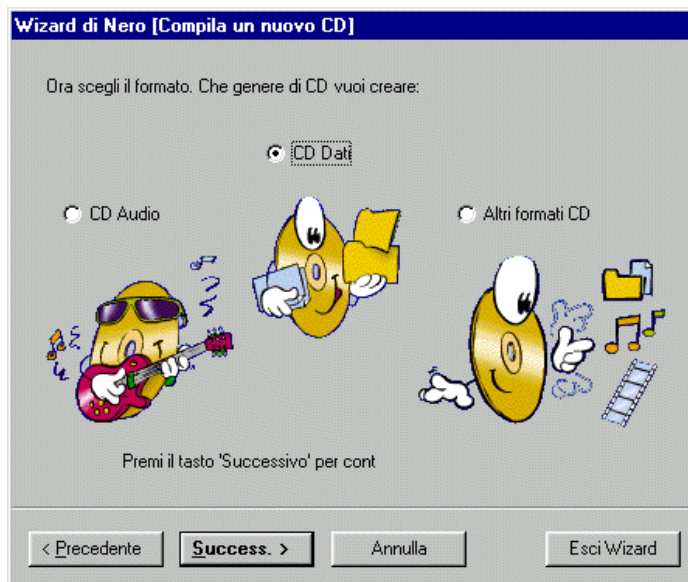 Wizard di Nero [Compila un nuovo CD]
Ora scegli il formato. Che genere di CD vuoi creare:
CD Dati
CD Audio
Altri formati CD
Premi il tasto 'Successivo' per cont
< Precedente
Success. >
Annulla
Esci Wizard